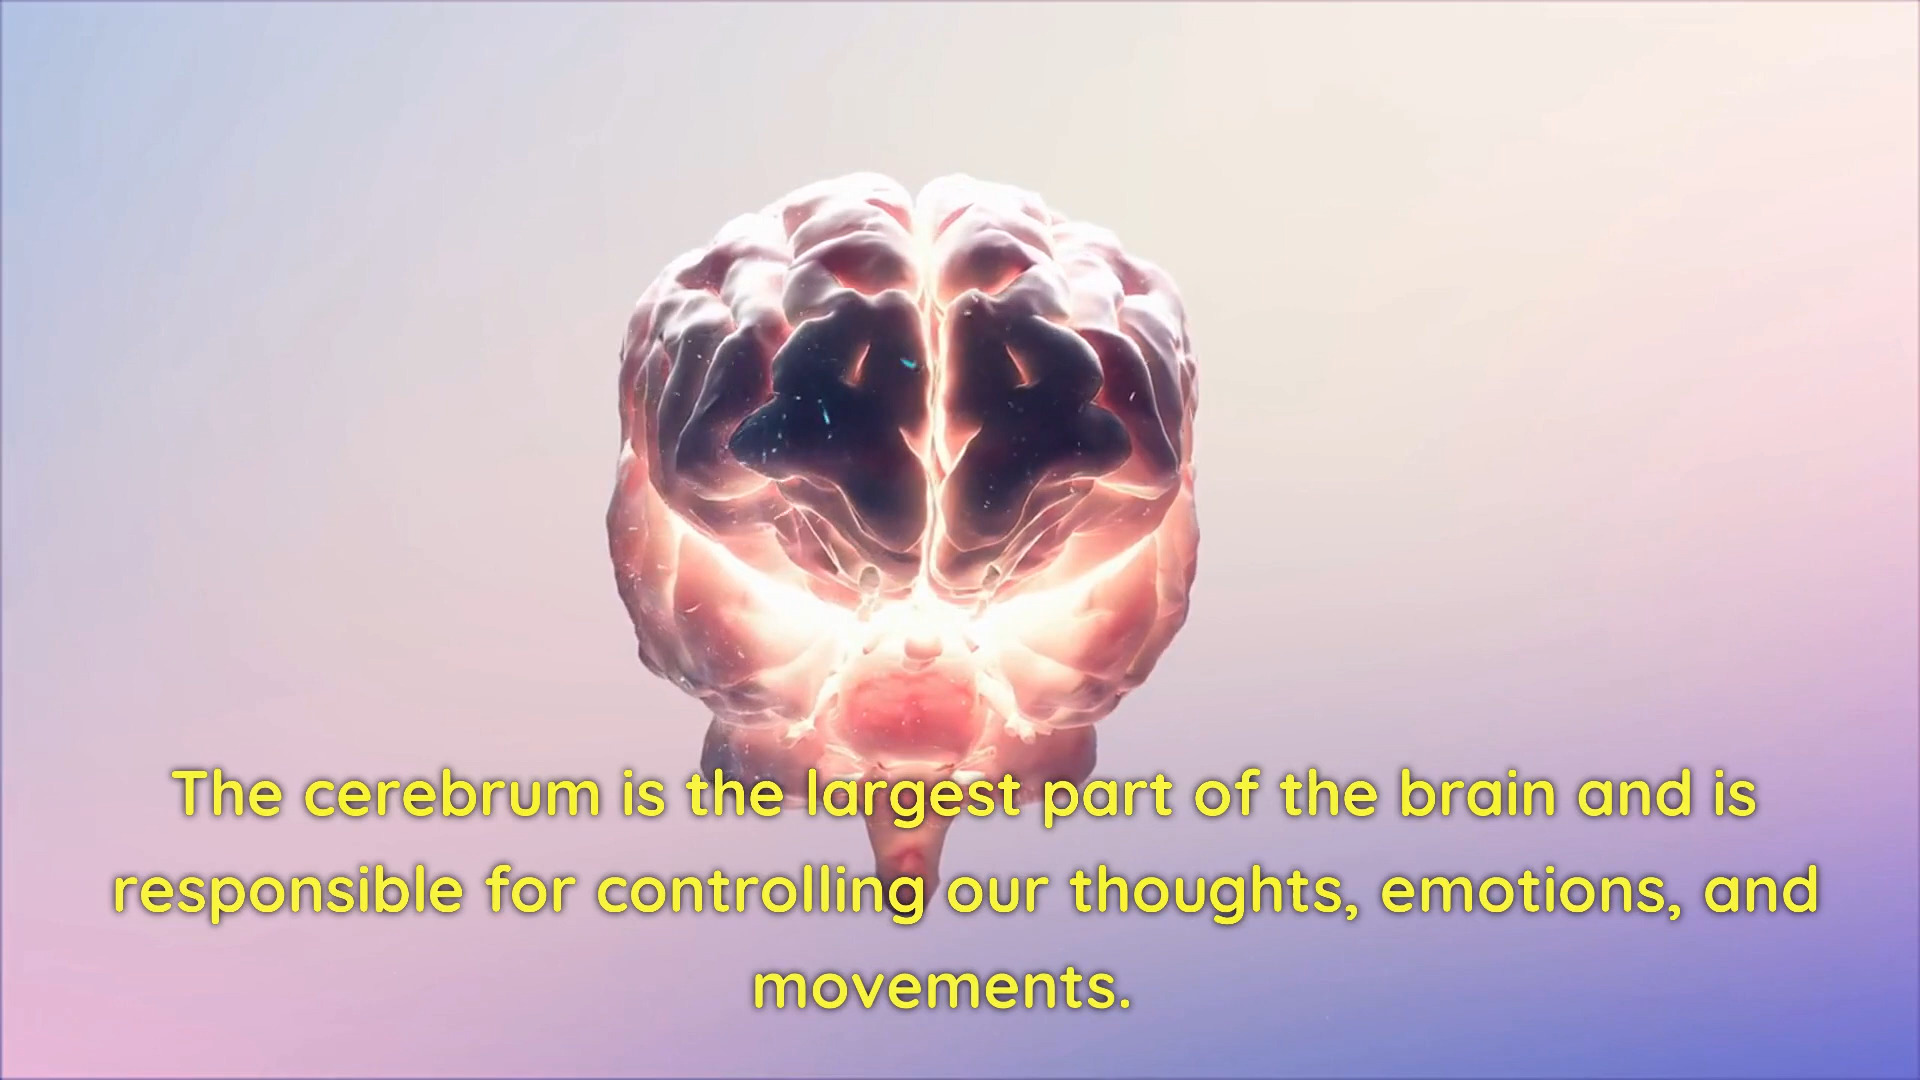 The cerebrum is the largest part of the brain and is
responsible for controlling our thoughts, emotions, and
movements.